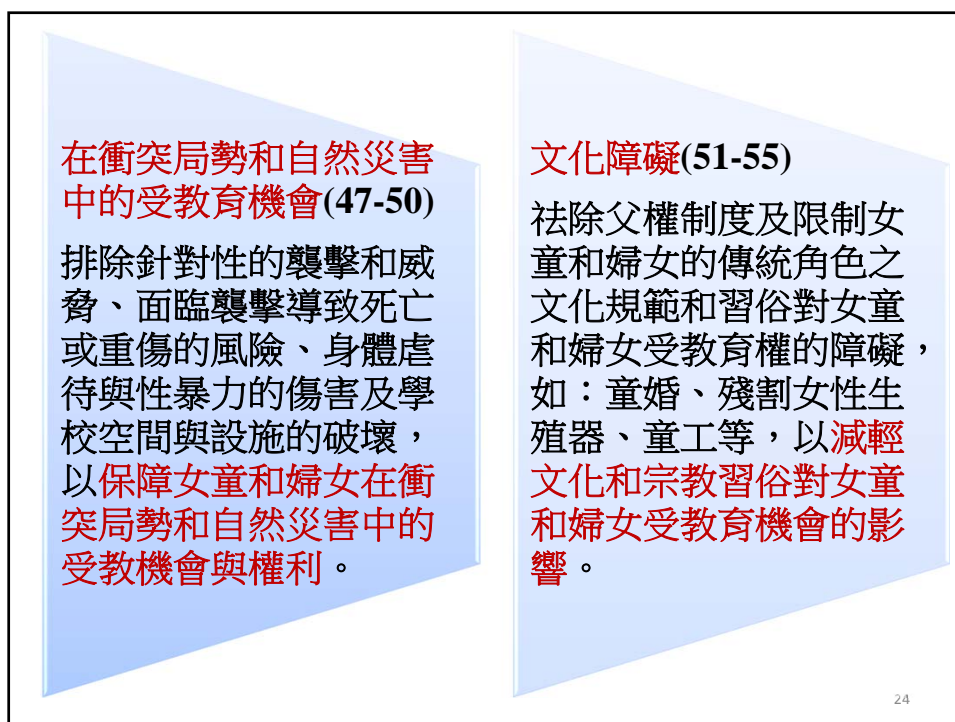 在衝突局勢和自然災害
中的受教育機會(47-50)
排除針對性的襲擊和威
脅、面臨襲擊導致死亡
或重傷的風險、身體虐
待與性暴力的傷害及學
校空間與設施的破壞，
以保障女童和婦女在衝
突局勢和自然災害中的
受教機會與權利。
文化障礙(51-55)
祛除父權制度及限制女
童和婦女的傳統角色之
文化規範和習俗對女童
和婦女受教育權的障礙，
如：童婚、殘割女性生
殖器、童工等，以減輕
文化和宗教習俗對女童
和婦女受教育機會的影
響。
24